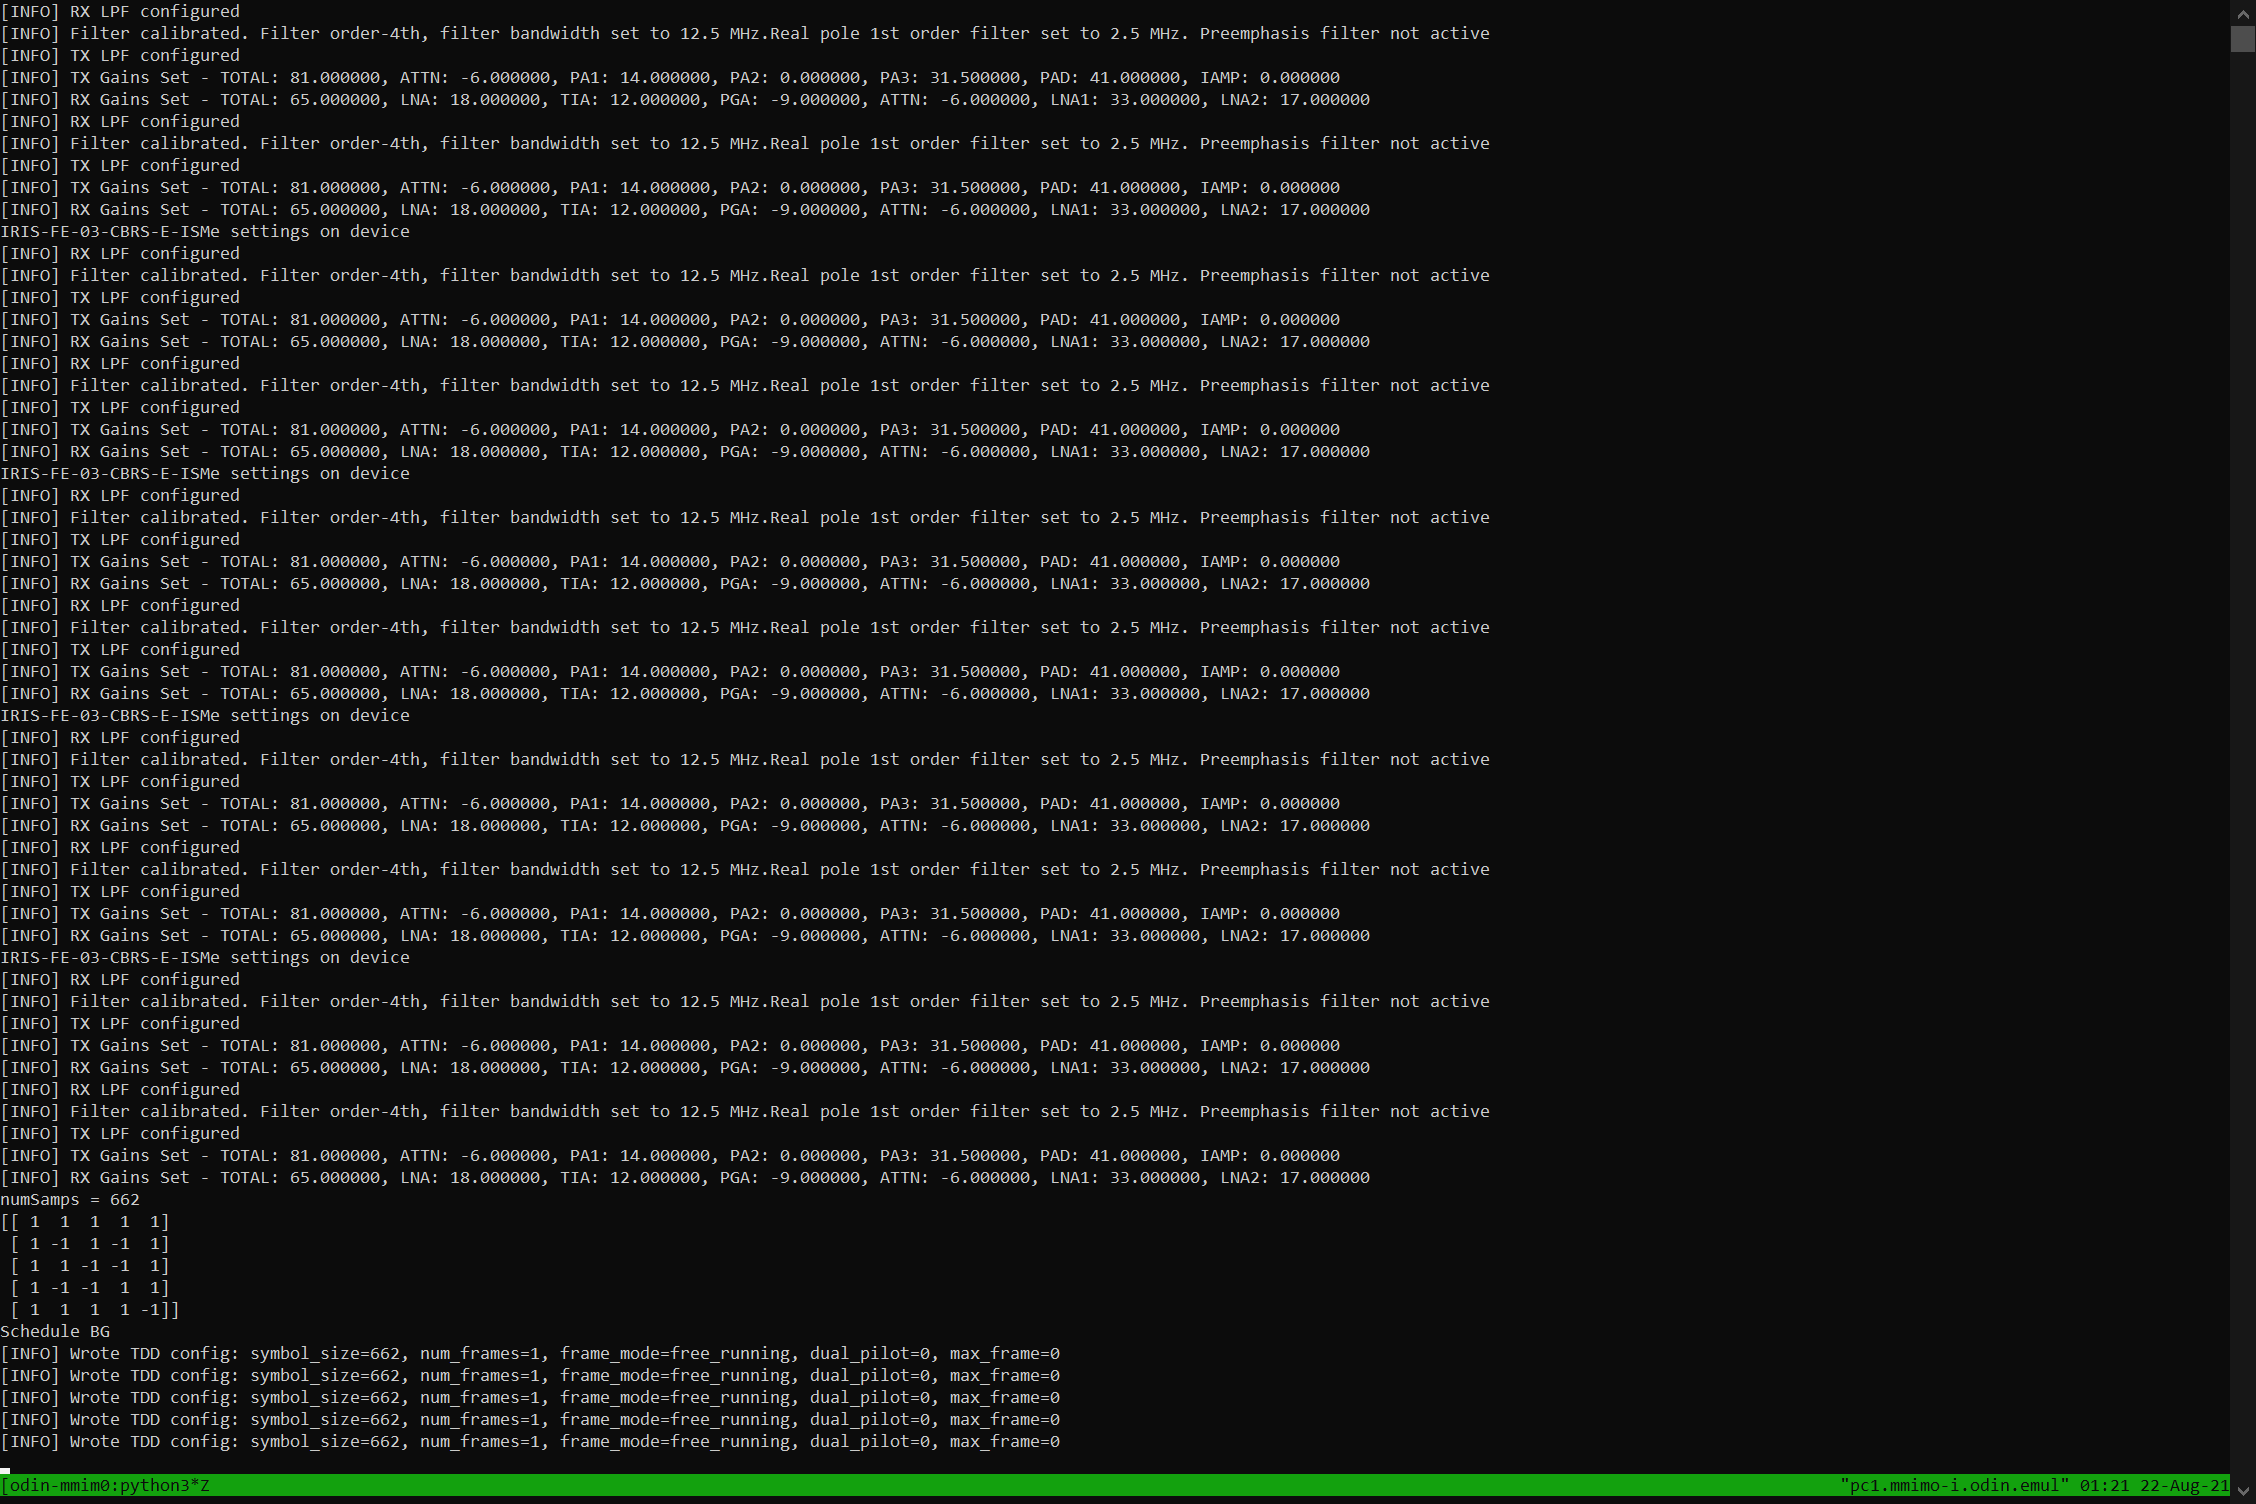 [INFO] RX LPF configured
[INFO] Filter calibrated. Filter order-4th, filter bandwidth set to 12.5 MHz.Real pole 1st order filter set to 2.5 MHz. Preemphasis filter not active
[INFO] TX LPF configured
[INFO] TX Gains Set - TOTAL: 81.000000, ATTN: -6.000000, PA1: 14.000000, PA2: 0.000000, PA3: 31.500000, PAD: 41.000000, IAMP: 0.000000
[INFO] RX Gains Set - TOTAL: 65.000000, LNA: 18.000000, TIA: 12.000000, PGA: -9.000000, ATTN: -6.000000, LNA1: 33.000000, LNA2: 17.000000
[INFO] RX LPF configured
[INFO] Filter calibrated. Filter order-4th, filter bandwidth set to 12.5 MHz.Real pole 1st order filter set to 2.5 MHz. Preemphasis filter not active
[INFO] TX LPF configured
[INFO] TX Gains Set - TOTAL: 81.000000, ATTN: -6.000000, PA1: 14.000000, PA2: 0.000000, PA3: 31.500000, PAD: 41.000000, IAMP: 0.000000
[INFO] RX Gains Set - TOTAL: 65.000000, LNA: 18.000000, TIA: 12.000000, PGA: -9.000000, ATTN: -6.000000, LNA1: 33.000000, LNA2: 17.000000
IRIS-FE-03-CBRS-E-ISMe settings on device
[INFO] RX LPF configured
[INFO] Filter calibrated. Filter order-4th, filter bandwidth set to 12.5 MHz.Real pole 1st order filter set to 2.5 MHz. Preemphasis filter not active
[INFO] TX LPF configured
[INFO] TX Gains Set - TOTAL: 81.000000, ATTN: -6.000000, PA1: 14.000000, PA2: 0.000000, PA3: 31.500000, PAD: 41.000000, IAMP: 0.000000
[INFO] RX Gains Set - TOTAL: 65.000000, LNA: 18.000000, TIA: 12.000000, PGA: -9.000000, ATTN: -6.000000, LNA1: 33.000000, LNA2: 17.000000
[INFO] RX LPF configured
[INFO] Filter calibrated. Filter order-4th, filter bandwidth set to 12.5 MHz.Real pole 1st order filter set to 2.5 MHz. Preemphasis filter not active
[INFO] TX LPF configured
[INFO] TX Gains Set - TOTAL: 81.000000, ATTN: -6.000000, PA1: 14.000000, PA2: 0.000000, PA3: 31.500000, PAD: 41.000000, IAMP: 0.000000
[INFO] RX Gains Set - TOTAL: 65.000000, LNA: 18.000000, TIA: 12.000000, PGA: -9.000000, ATTN: -6.000000, LNA1: 33.000000, LNA2: 17.000000
IRIS-FE-03-CBRS-E-ISMe settings on device
[INFO] RX LPF configured
[INFO] Filter calibrated. Filter order-4th, filter bandwidth set to 12.5 MHz.Real pole 1st order filter set to 2.5 MHz. Preemphasis filter not active
[INFO] TX LPF configured
[INFO] TX Gains Set - TOTAL: 81.000000, ATTN: -6.000000, PA1: 14.000000, PA2: 0.000000, PA3: 31.500000, PAD: 41.000000, IAMP: 0.000000
[INFO] RX Gains Set - TOTAL: 65.000000, LNA: 18.000000, TIA: 12.000000, PGA: -9.000000, ATTN: -6.000000, LNA1: 33.000000, LNA2: 17.000000
[INFO] RX LPF configured
[INFO] Filter calibrated. Filter order-4th, filter bandwidth set to 12.5 MHz.Real pole 1st order filter set to 2.5 MHz. Preemphasis filter not active
[INFO] TX LPF configured
[INFO] TX Gains Set - TOTAL: 81.000000, ATTN: -6.000000, PA1: 14.000000, PA2: 0.000000, PA3: 31.500000, PAD: 41.000000, IAMP: 0.000000
[INFO] RX Gains Set - TOTAL: 65.000000, LNA: 18.000000, TIA: 12.000000, PGA: -9.000000, ATTN: -6.000000, LNA1: 33.000000, LNA2: 17.000000
IRIS-FE-03-CBRS-E-ISMe settings on device
[INFO] RX LPF configured
[INFO] Filter calibrated. Filter order-4th, filter bandwidth set to 12.5 MHz.Real pole 1st order filter set to 2.5 MHz. Preemphasis filter not active
[INFO] TX LPF configured
[INFO] TX Gains Set - TOTAL: 81.000000, ATTN: -6.000000, PA1: 14.000000, PA2: 0.000000, PA3: 31.500000, PAD: 41.000000, IAMP: 0.000000
[INFO] RX Gains Set - TOTAL: 65.000000, LNA: 18.000000, TIA: 12.000000, PGA: -9.000000, ATTN: -6.000000, LNA1: 33.000000, LNA2: 17.000000
[INFO] RX LPF configured
[INFO] Filter calibrated. Filter order-4th, filter bandwidth set to 12.5 MHz.Real pole 1st order filter set to 2.5 MHz. Preemphasis filter not active
[INFO] TX LPF configured
[INFO] TX Gains Set - TOTAL: 81.000000, ATTN: -6.000000, PA1: 14.000000, PA2: 0.000000, PA3: 31.500000, PAD: 41.000000, IAMP: 0.000000
[INFO] RX Gains Set - TOTAL: 65.000000, LNA: 18.000000, TIA: 12.000000, PGA: -9.000000, ATTN: -6.000000, LNA1: 33.000000, LNA2: 17.000000
IRIS-FE-03-CBRS-E-ISMe settings on device
[INFO] RX LPF configured
[INFO] Filter calibrated. Filter order-4th, filter bandwidth set to 12.5 MHz.Real pole 1st order filter set to 2.5 MHz. Preemphasis filter not active
[INFO] TX LPF configured
[INFO] TX Gains Set - TOTAL: 81.000000, ATTN: -6.000000, PA1: 14.000000, PA2: 0.000000, PA3: 31.500000, PAD: 41.000000, IAMP: 0.000000
[INFO] RX Gains Set - TOTAL: 65.000000, LNA: 18.000000, TIA: 12.000000, PGA: -9.000000, ATTN: -6.000000, LNA1: 33.000000, LNA2: 17.000000
[INFO] RX LPF configured
[INFO] Filter calibrated. Filter order-4th, filter bandwidth set to 12.5 MHz.Real pole 1st order filter set to 2.5 MHz. Preemphasis filter not active
[INFO] TX LPF configured
[INFO] TX Gains Set - TOTAL: 81.000000, ATTN: -6.000000, PA1: 14.000000, PA2: 0.000000, PA3: 31.500000, PAD: 41.000000, IAMP: 0.000000
[INFO] RX Gains Set - TOTAL: 65.000000, LNA: 18.000000, TIA: 12.000000, PGA: -9.000000, ATTN: -6.000000, LNA1: 33.000000, LNA2: 17.000000
numSamps = 662
[[ 1  1  1  1  1]
 [ 1 -1  1 -1  1]
 [ 1  1 -1 -1  1]
 [ 1 -1 -1  1  1]
 [ 1  1  1  1 -1]]
Schedule BG
[INFO] Wrote TDD config: symbol_size=662, num_frames=1, frame_mode=free_running, dual_pilot=0, max_frame=0
[INFO] Wrote TDD config: symbol_size=662, num_frames=1, frame_mode=free_running, dual_pilot=0, max_frame=0
[INFO] Wrote TDD config: symbol_size=662, num_frames=1, frame_mode=free_running, dual_pilot=0, max_frame=0
[INFO] Wrote TDD config: symbol_size=662, num_frames=1, frame_mode=free_running, dual_pilot=0, max_frame=0
[INFO] Wrote TDD config: symbol_size=662, num_frames=1, frame_mode=free_running, dual_pilot=0, max_frame=0
[odin-mmim0:python3*Z "pc1.mmimo-i.odin.emul" 01:21 22-Aug-21